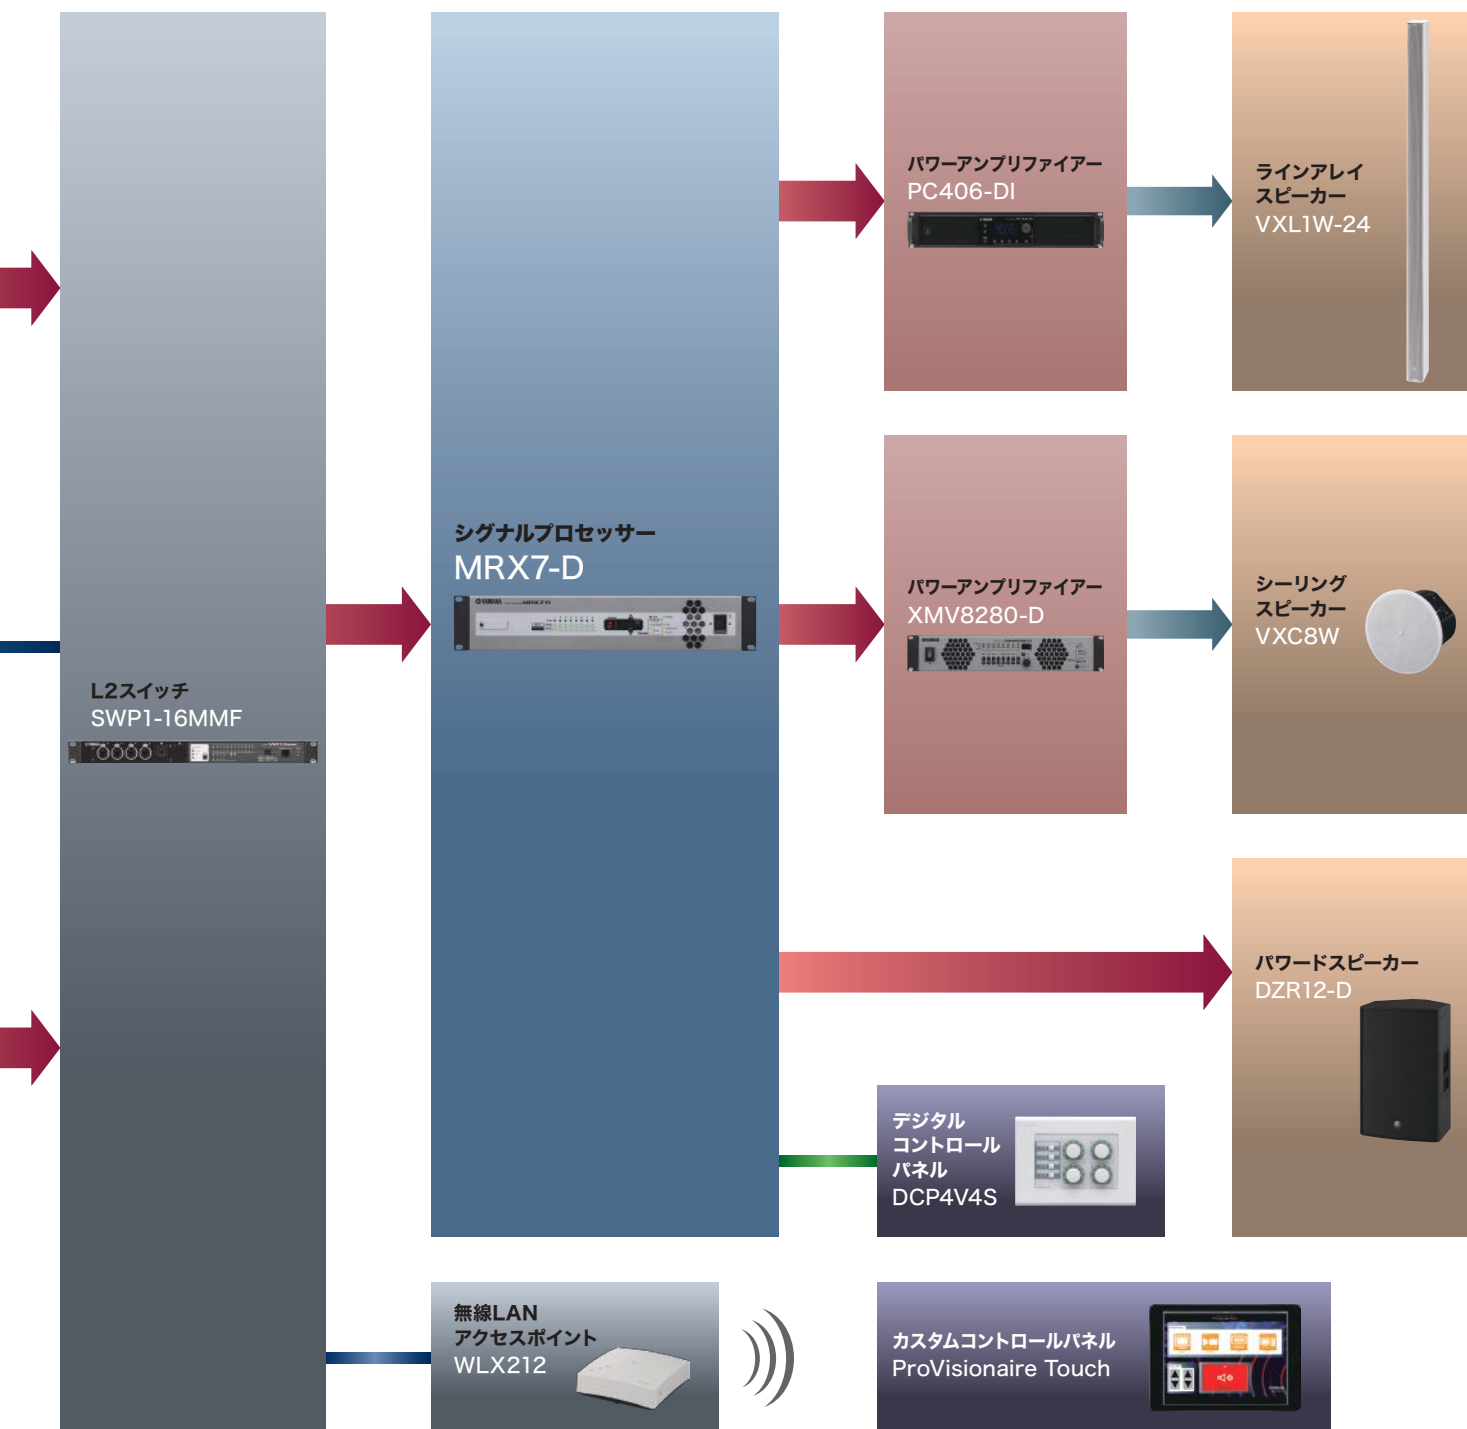 パワーアンプリファイアー
PC406-DI
ラインアレイ
スピーカー
VXL1W-24
シグナルプロセッサー
MRX7-D
YAMAHA
MRX7-D
パワーアンプリファイアー
XMV8280-D
シーリング
スピーカー
VXC8W
L2スイッチ
SWP1-16MMF
パワードスピーカー
DZR12-D
デジタル
コントロール
パネル
DCP4V4S
無線LAN
アクセスポイント
WLX212
カスタムコントロールパネル
ProVisionaire Touch